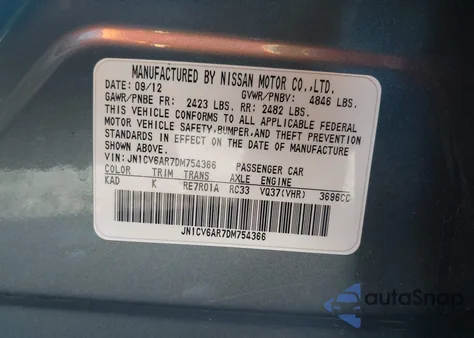 MANUFACTURED BY NISSAN MOTOR CO.,LTD.
DATE: 09/12 GVWR/PNBV: 4846 LBS.
GAWR/PNBE FR: 2423 LBS. RR: 2482 LBS.
THIS VEHICLE CONFORMS TO ALL APPLICABLE FEDERAL
MOTOR VEHICLE SAFETY,BUMPER,AND THEFT PREVENTION
STANDARDS IN EFFECT ON THE DATE OF MANUFACTURE
SHOWN ABOVE.
VIN: JN1CV6AR7DM754366 PASSENGER CAR
COLOR TRIM TRANS AXLE ENGINE
KAD K RE7R01A RC33 VQ37(VHR) 3696CC
JN1CV6AR7DM754366
autoSnap